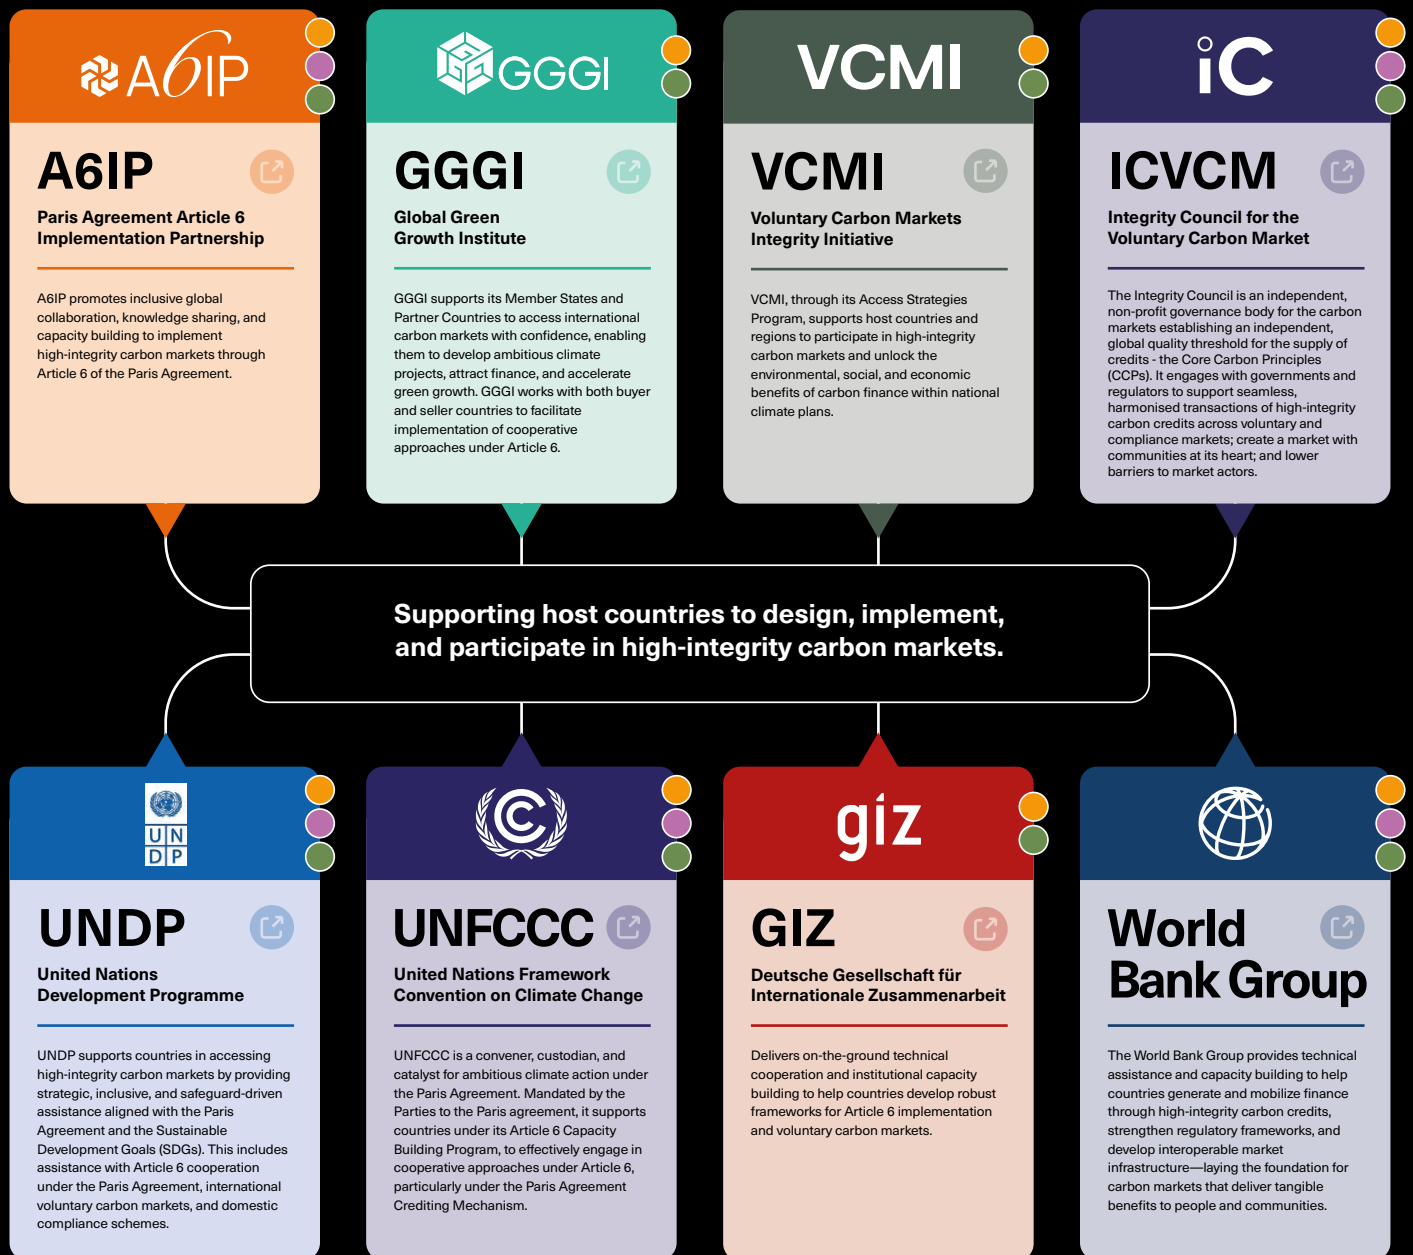 A6IP
A6IP
Paris Agreement Article 6
Implementation Partnership
A6IP promotes inclusive global
collaboration, knowledge sharing, and
capacity building to implement
high-integrity carbon markets through
Article 6 of the Paris Agreement.
GGGI
GGGI
Global Green
Growth Institute
GGGI supports its Member States and
Partner Countries to access international
carbon markets with confidence, enabling
them to develop ambitious climate
projects, attract finance, and accelerate
green growth. GGGI works with both buyer
and seller countries to facilitate
implementation of cooperative
approaches under Article 6.
VCMI
VCMI
Voluntary Carbon Markets
Integrity Initiative
VCMI, through its Access Strategies
Program, supports host countries and
regions to participate in high-integrity
carbon markets and unlock the
environmental, social, and economic
benefits of carbon finance within national
climate plans.
iC
ICVCM
Integrity Council for the
Voluntary Carbon Market
The Integrity Council is an independent,
non-profit governance body for the carbon
markets establishing an independent,
global quality threshold for the supply of
credits - the Core Carbon Principles
(CCPs). It engages with governments and
regulators to support seamless,
harmonised transactions of high-integrity
carbon credits across voluntary and
compliance markets; create a market with
communities at its heart; and lower
barriers to market actors.
Supporting host countries to design, implement,
and participate in high-integrity carbon markets.
UN
DP
UNDP
United Nations
Development Programme
UNDP supports countries in accessing
high-integrity carbon markets by providing
strategic, inclusive, and safeguard-driven
assistance aligned with the Paris
Agreement and the Sustainable
Development Goals (SDGs). This includes
assistance with Article 6 cooperation
under the Paris Agreement, international
voluntary carbon markets, and domestic
compliance schemes.
UNFCCC
United Nations Framework
Convention on Climate Change
UNFCCC is a convener, custodian, and
catalyst for ambitious climate action under
the Paris Agreement. Mandated by the
Parties to the Paris agreement, it supports
countries under its Article 6 Capacity
Building Program, to effectively engage in
cooperative approaches under Article 6,
particularly under the Paris Agreement
Crediting Mechanism.
giz
GIZ
Deutsche Gesellschaft für
Internationale Zusammenarbeit
Delivers on-the-ground technical
cooperation and institutional capacity
building to help countries develop robust
frameworks for Article 6 implementation
and voluntary carbon markets.
World
Bank Group
The World Bank Group provides technical
assistance and capacity building to help
countries generate and mobilize finance
through high-integrity carbon credits,
strengthen regulatory frameworks, and
develop interoperable market
infrastructure—laying the foundation for
carbon markets that deliver tangible
benefits to people and communities.